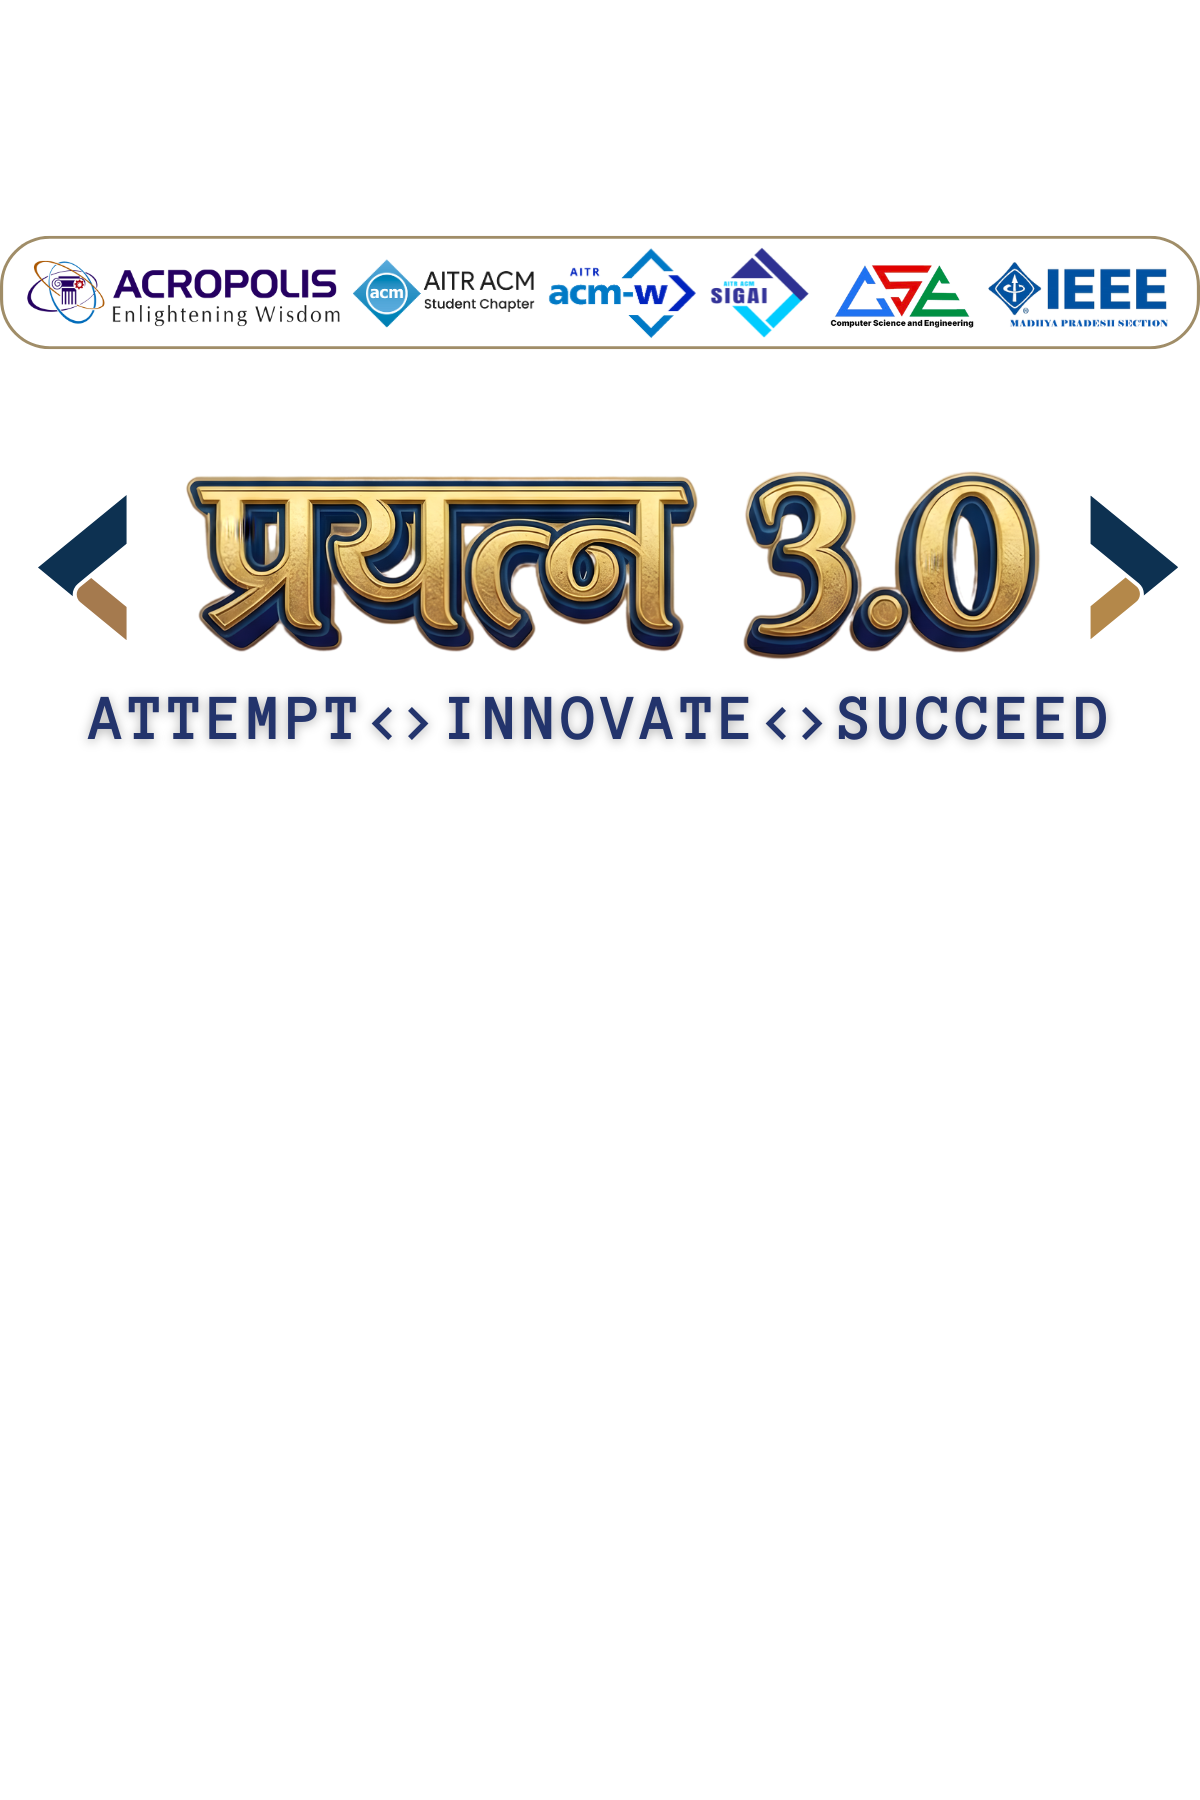 ACROPOLIS
Enlightening Wisdom
acm
AITR ACM
Student Chapter
AITR
acm-w
AITR ACM
SIGAI
CSE
Computer Science and Engineering
IEEE
MADHYA PRADESH SECTION
प्रयत्न 3.0
ATTEMPT<>INNOVATE<>SUCCEED